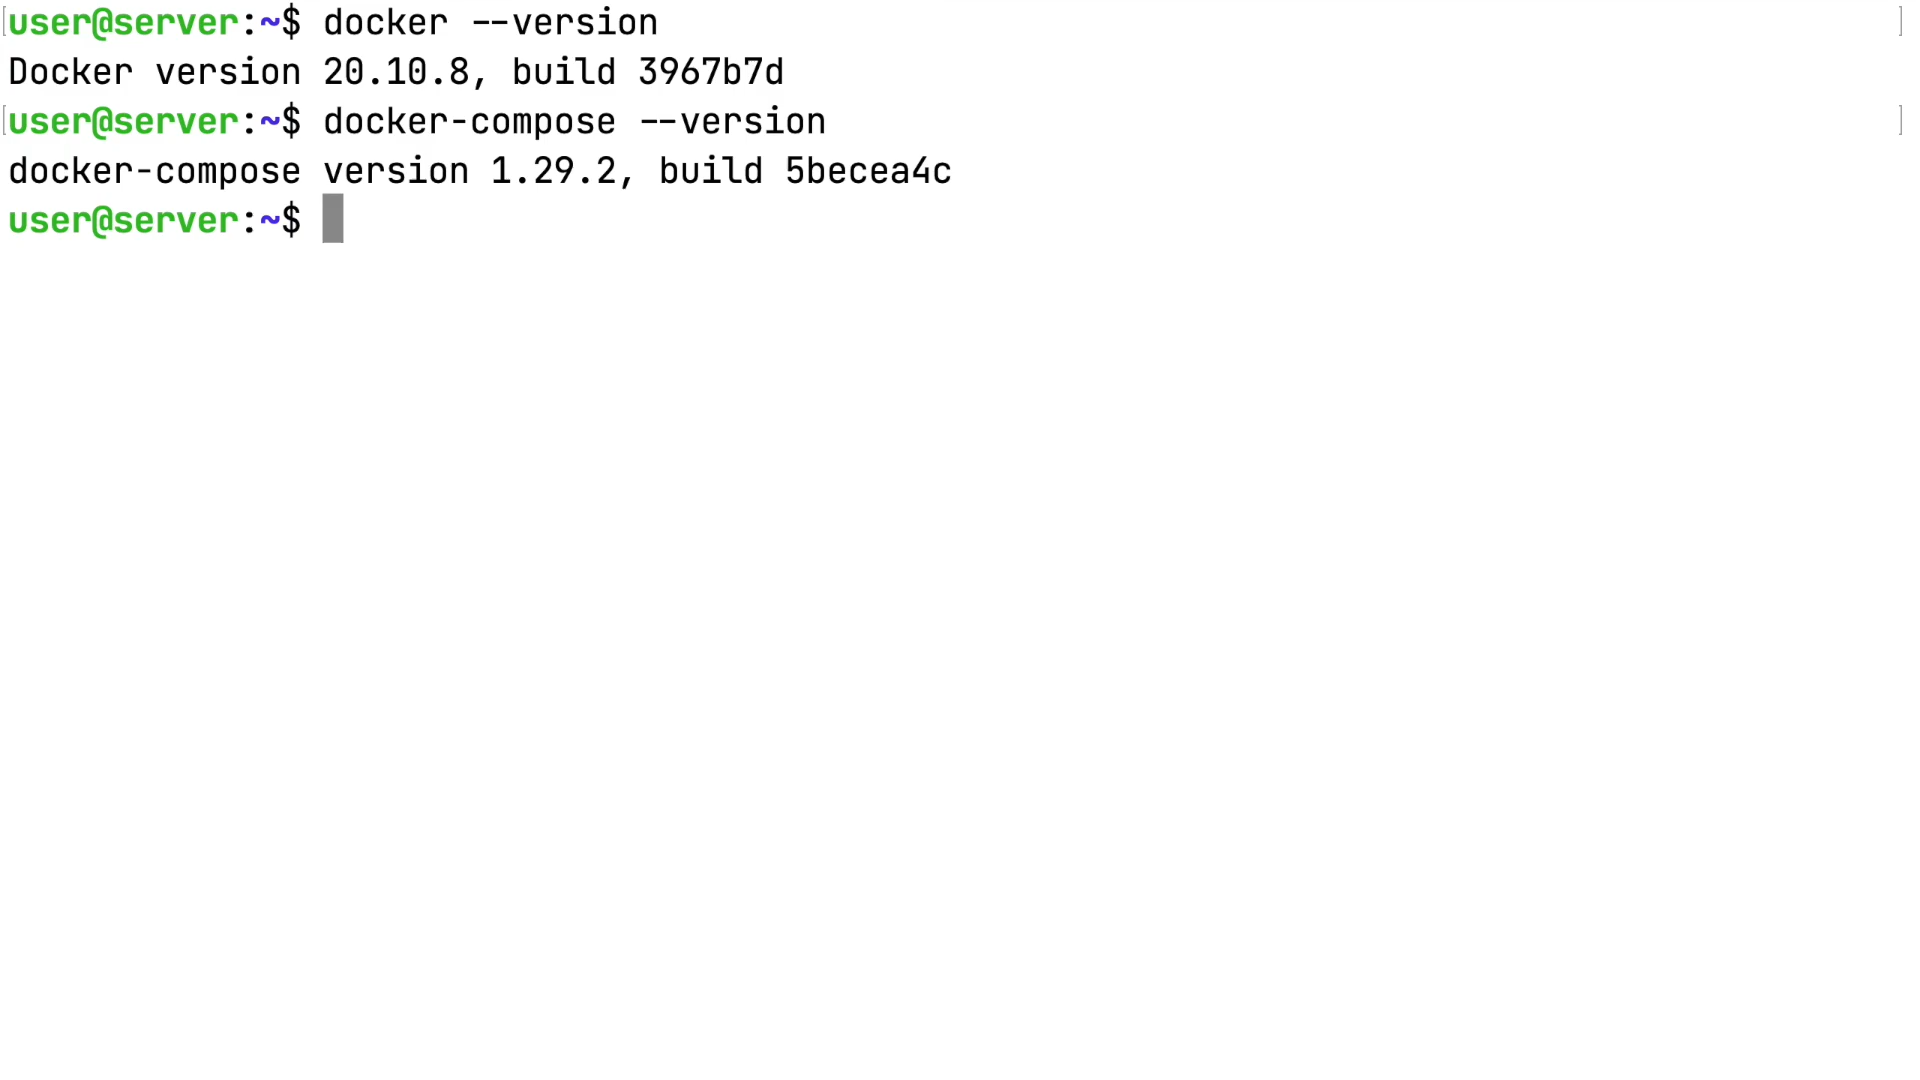 user@server:~$ docker --version
Docker version 20.10.8, build 3967b7d
user@server:~$ docker-compose --version
docker-compose version 1.29.2, build 5becea4c
user@server:~$